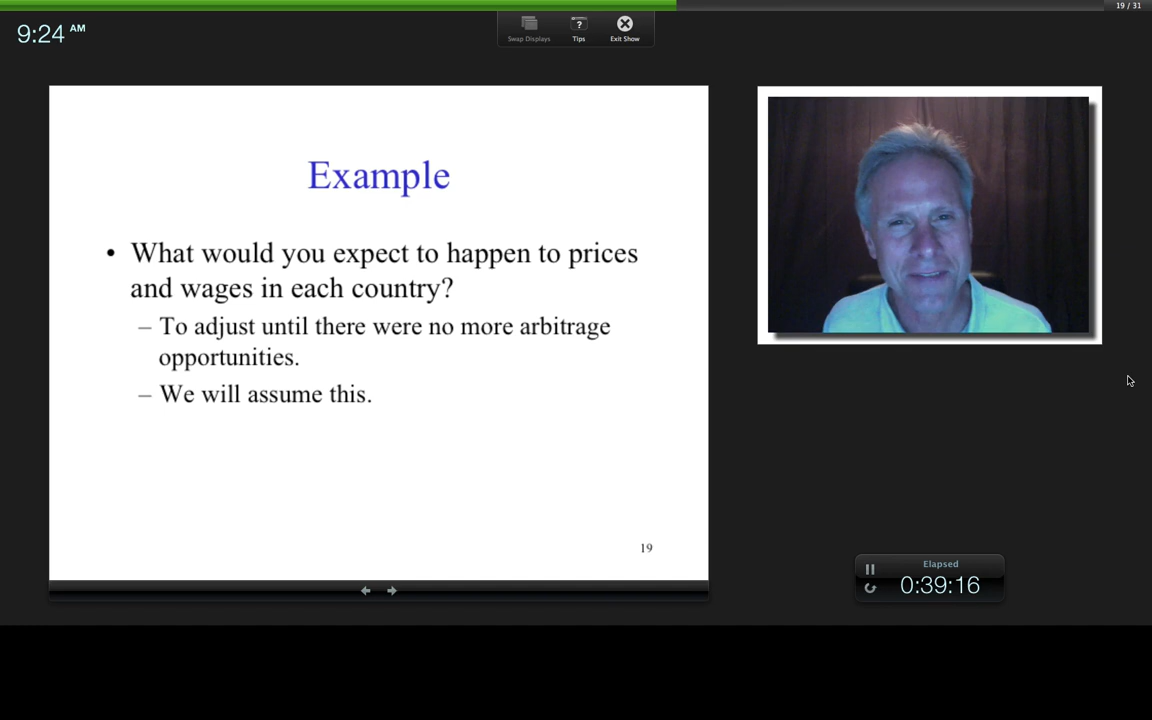 19 / 31
9:24 AM
Swap Displays
Tips
Exit Show
Example
• What would you expect to happen to prices
and wages in each country?
– To adjust until there were no more arbitrage
opportunities.
– We will assume this.
19
Elapsed
0:39:16